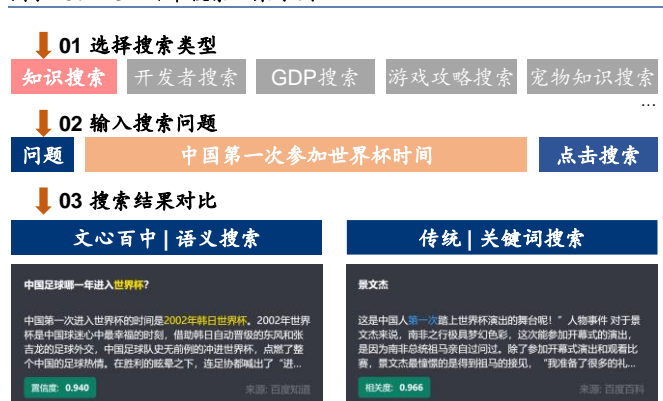 01 选择搜索类型
知识搜索 开发者搜索 GDP搜索 游戏攻略搜索 宠物知识搜索
...
02 输入搜索问题
问题 中国第一次参加世界杯时间 点击搜索
03 搜索结果对比
文心百中 | 语义搜索
中国足球哪一年进入世界杯?
中国第一次进入世界杯的时间是2002年韩日世界杯。2002年世界
杯是中国球迷心中最幸福的时刻，借助韩日自动晋级的东风和张
吉龙的足球外交，中国足球队史无前例的冲进世界杯，点燃了整
个中国的足球热情。在胜利的眩晕之下，连足协都喊出了“进...
置信度: 0.940 来源: 百度知道
传统 | 关键词搜索
景文杰
这是中国人第一次踏上世界杯演出的舞台呢！”人物事件 对于景
文杰来说，南非之行极具梦幻色彩，这次能参加开幕式的演出，
是因为南非总统祖马亲自过问过。除了参加开幕式演出和观看比
赛，景文杰最憧憬的是得到祖马的接见，“我准备了很多的礼...
相关度: 0.966 来源: 百度百科